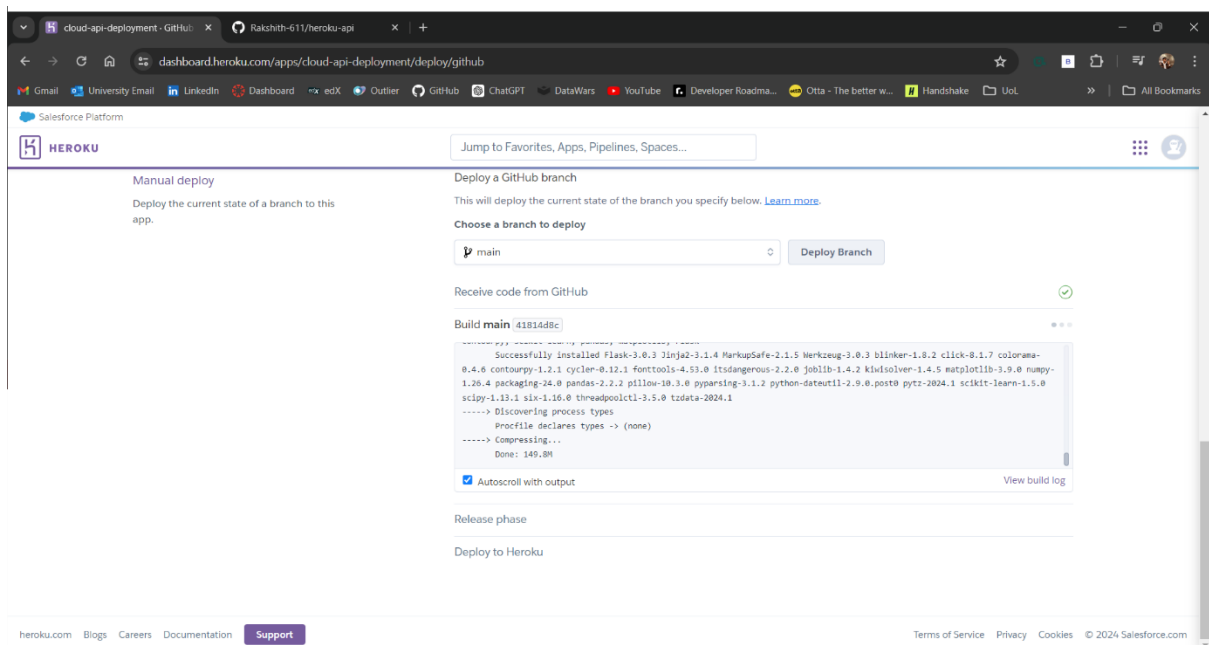 cloud-api-deployment · GitHub
Rakshith-611/heroku-api
dashboard.heroku.com/apps/cloud-api-deployment/deploy/github
Gmail University Email LinkedIn Dashboard edX Outlier GitHub ChatGPT DataWars YouTube Developer Roadma... Otta - The better w... Handshake UoL » All Bookmarks
Salesforce Platform
HEROKU
Jump to Favorites, Apps, Pipelines, Spaces...
Manual deploy
Deploy the current state of a branch to this
app.
Deploy a GitHub branch
This will deploy the current state of the branch you specify below. Learn more.
Choose a branch to deploy
main
Deploy Branch
Receive code from GitHub
Build main 41814d8c
Successfully installed Flask-3.0.3 Jinja2-3.1.4 MarkupSafe-2.1.5 Werkzeug-3.0.3 blinker-1.8.2 click-8.1.7 colorama-
0.4.6 contourpy-1.2.1 cycler-0.12.1 fonttools-4.53.0 itsdangerous-2.2.0 joblib-1.4.2 kiwisolver-1.4.5 matplotlib-3.9.0 numpy-
1.26.4 packaging-24.0 pandas-2.2.2 pillow-10.3.0 pyparsing-3.1.2 python-dateutil-2.9.0.post0 pytz-2024.1 scikit-learn-1.5.0
scipy-1.13.1 six-1.16.0 threadpoolctl-3.5.0 tzdata-2024.1
-----> Discovering process types
Procfile declares types -> (none)
-----> Compressing...
Done: 149.8M
Autoscroll with output
View build log
Release phase
Deploy to Heroku
heroku.com Blogs Careers Documentation Support
Terms of Service Privacy Cookies © 2024 Salesforce.com